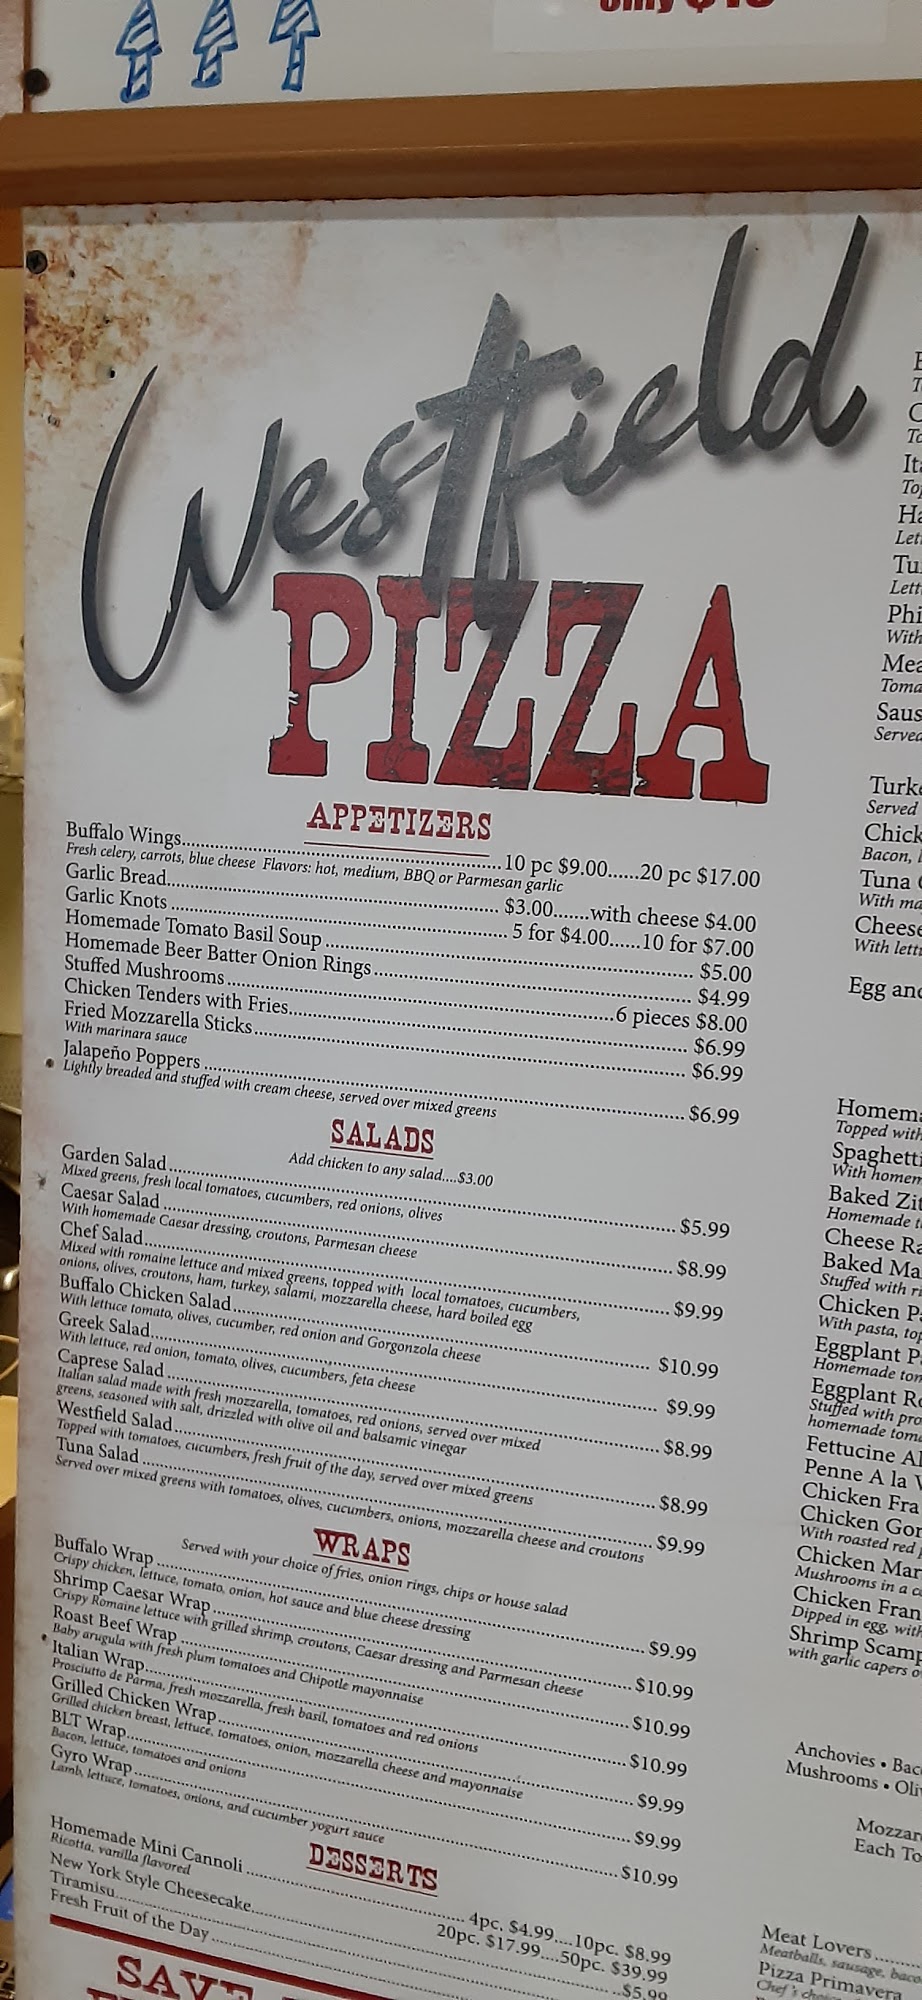 Westfield
PIZZA
APPETIZERS
Buffalo Wings......10 pc $9.00......20 pc $17.00
Fresh celery, carrots, blue cheese Flavors: hot, medium, BBQ or Parmesan garlic
Garlic Bread......$3.00.......with cheese $4.00
Garlic Knots ......5 for $4.00......10 for $7.00
Homemade Tomato Basil Soup ......$5.00
Homemade Beer Batter Onion Rings......$4.99
Stuffed Mushrooms......6 pieces $8.00
Chicken Tenders with Fries......$6.99
Fried Mozzarella Sticks......$6.99
With marinara sauce
Jalapeño Poppers ......$6.99
Lightly breaded and stuffed with cream cheese, served over mixed greens
SALADS
Add chicken to any salad....$3.00
Garden Salad......$5.99
Mixed greens, fresh local tomatoes, cucumbers, red onions, olives
Caesar Salad ......$8.99
With homemade Caesar dressing, croutons, Parmesan cheese
Chef Salad......$9.99
Mixed with romaine lettuce and mixed greens, topped with local tomatoes, cucumbers,
onions, olives, croutons, ham, turkey, salami, mozzarella cheese, hard boiled egg
Buffalo Chicken Salad......$10.99
With lettuce tomato, olives, cucumber, red onion and Gorgonzola cheese
Greek Salad......$9.99
With lettuce, red onion, tomato, olives, cucumbers, feta cheese
Caprese Salad ......$8.99
Italian salad made with fresh mozzarella, tomatoes, red onions, served over mixed
greens, seasoned with salt, drizzled with olive oil and balsamic vinegar
Westfield Salad......$8.99
Topped with tomatoes, cucumbers, fresh fruit of the day, served over mixed greens
Tuna Salad ......$9.99
Served over mixed greens with tomatoes, olives, cucumbers, onions, mozzarella cheese and croutons
WRAPS
Served with your choice of fries, onion rings, chips or house salad
Buffalo Wrap ......$9.99
Crispy chicken, lettuce, tomato, onion, hot sauce and blue cheese dressing
Shrimp Caesar Wrap......$10.99
Crispy Romaine lettuce with grilled shrimp, croutons, Caesar dressing and Parmesan cheese
Roast Beef Wrap ......$10.99
Baby arugula with fresh plum tomatoes and Chipotle mayonnaise
Italian Wrap......$10.99
Prosciutto de Parma, fresh mozzarella, fresh basil, tomatoes and red onions
Grilled Chicken Wrap......$9.99
Grilled chicken breast, lettuce, tomatoes, onion, mozzarella cheese and mayonnaise
BLT Wrap......$9.99
Bacon, lettuce, tomatoes and onions
Gyro Wrap ......$10.99
Lamb, lettuce, tomatoes, onions, and cucumber yogurt sauce
DESSERTS
Homemade Mini Cannoli ......4pc. $4.99....10pc. $8.99
Ricotta, vanilla flavored
20pc. $17.99....50pc. $39.99
New York Style Cheesecake......$5.99
Tiramisu......
Fresh Fruit of the Day ......
SAVE
Egg and
Served
Topped with
Spaghetti
Anchovies •
Mushrooms •
Meat Lovers......
Meatballs, sausage,
Pizza Primavera